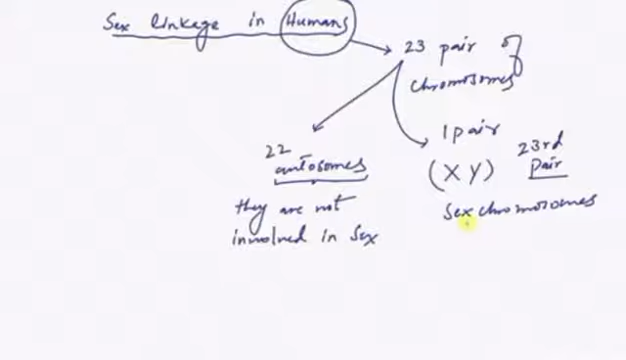 Sex linkage in Humans
23 pair of
chromosomes
22
autosomes
they are not
involved in Sex
1 pair
(X Y)
23rd
pair
Sex chromosomes